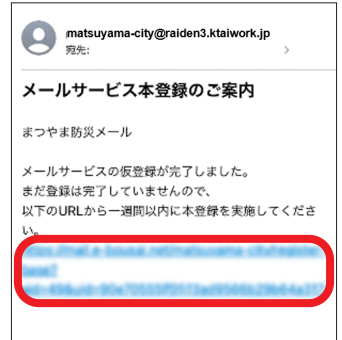 matsuyama-city@raiden3.ktaiwork.jp
宛先:
メールサービス本登録のご案内
まつやま防災メール
メールサービスの仮登録が完了しました。
まだ登録は完了していませんので、
以下のURLから一週間以内に本登録を実施してくださ
い。